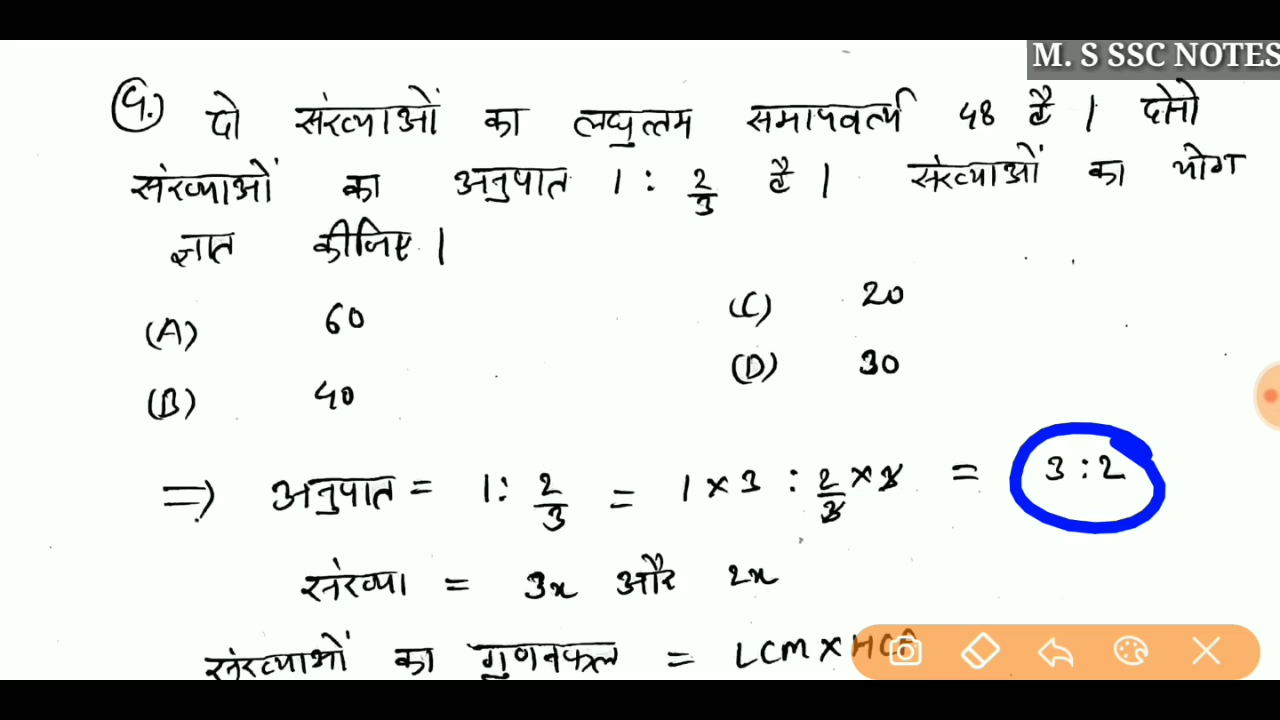 M. S SSC NOTES
9.) दो संख्याओं का लघुत्तम समापवर्त्य 48 है । दोनो
संख्याओं का अनुपात 1 : 2/3 है । संख्याओं का योग
ज्ञात कीजिए ।
(A) 60 (C) 20
(B) 40 (D) 30
=> अनुपात = 1 : 2/3 = 1 × 3 : 2/3 × 3 = 3 : 2
संख्या = 3x और 2x
संख्याओं का गुणनफल = LCM × HCF